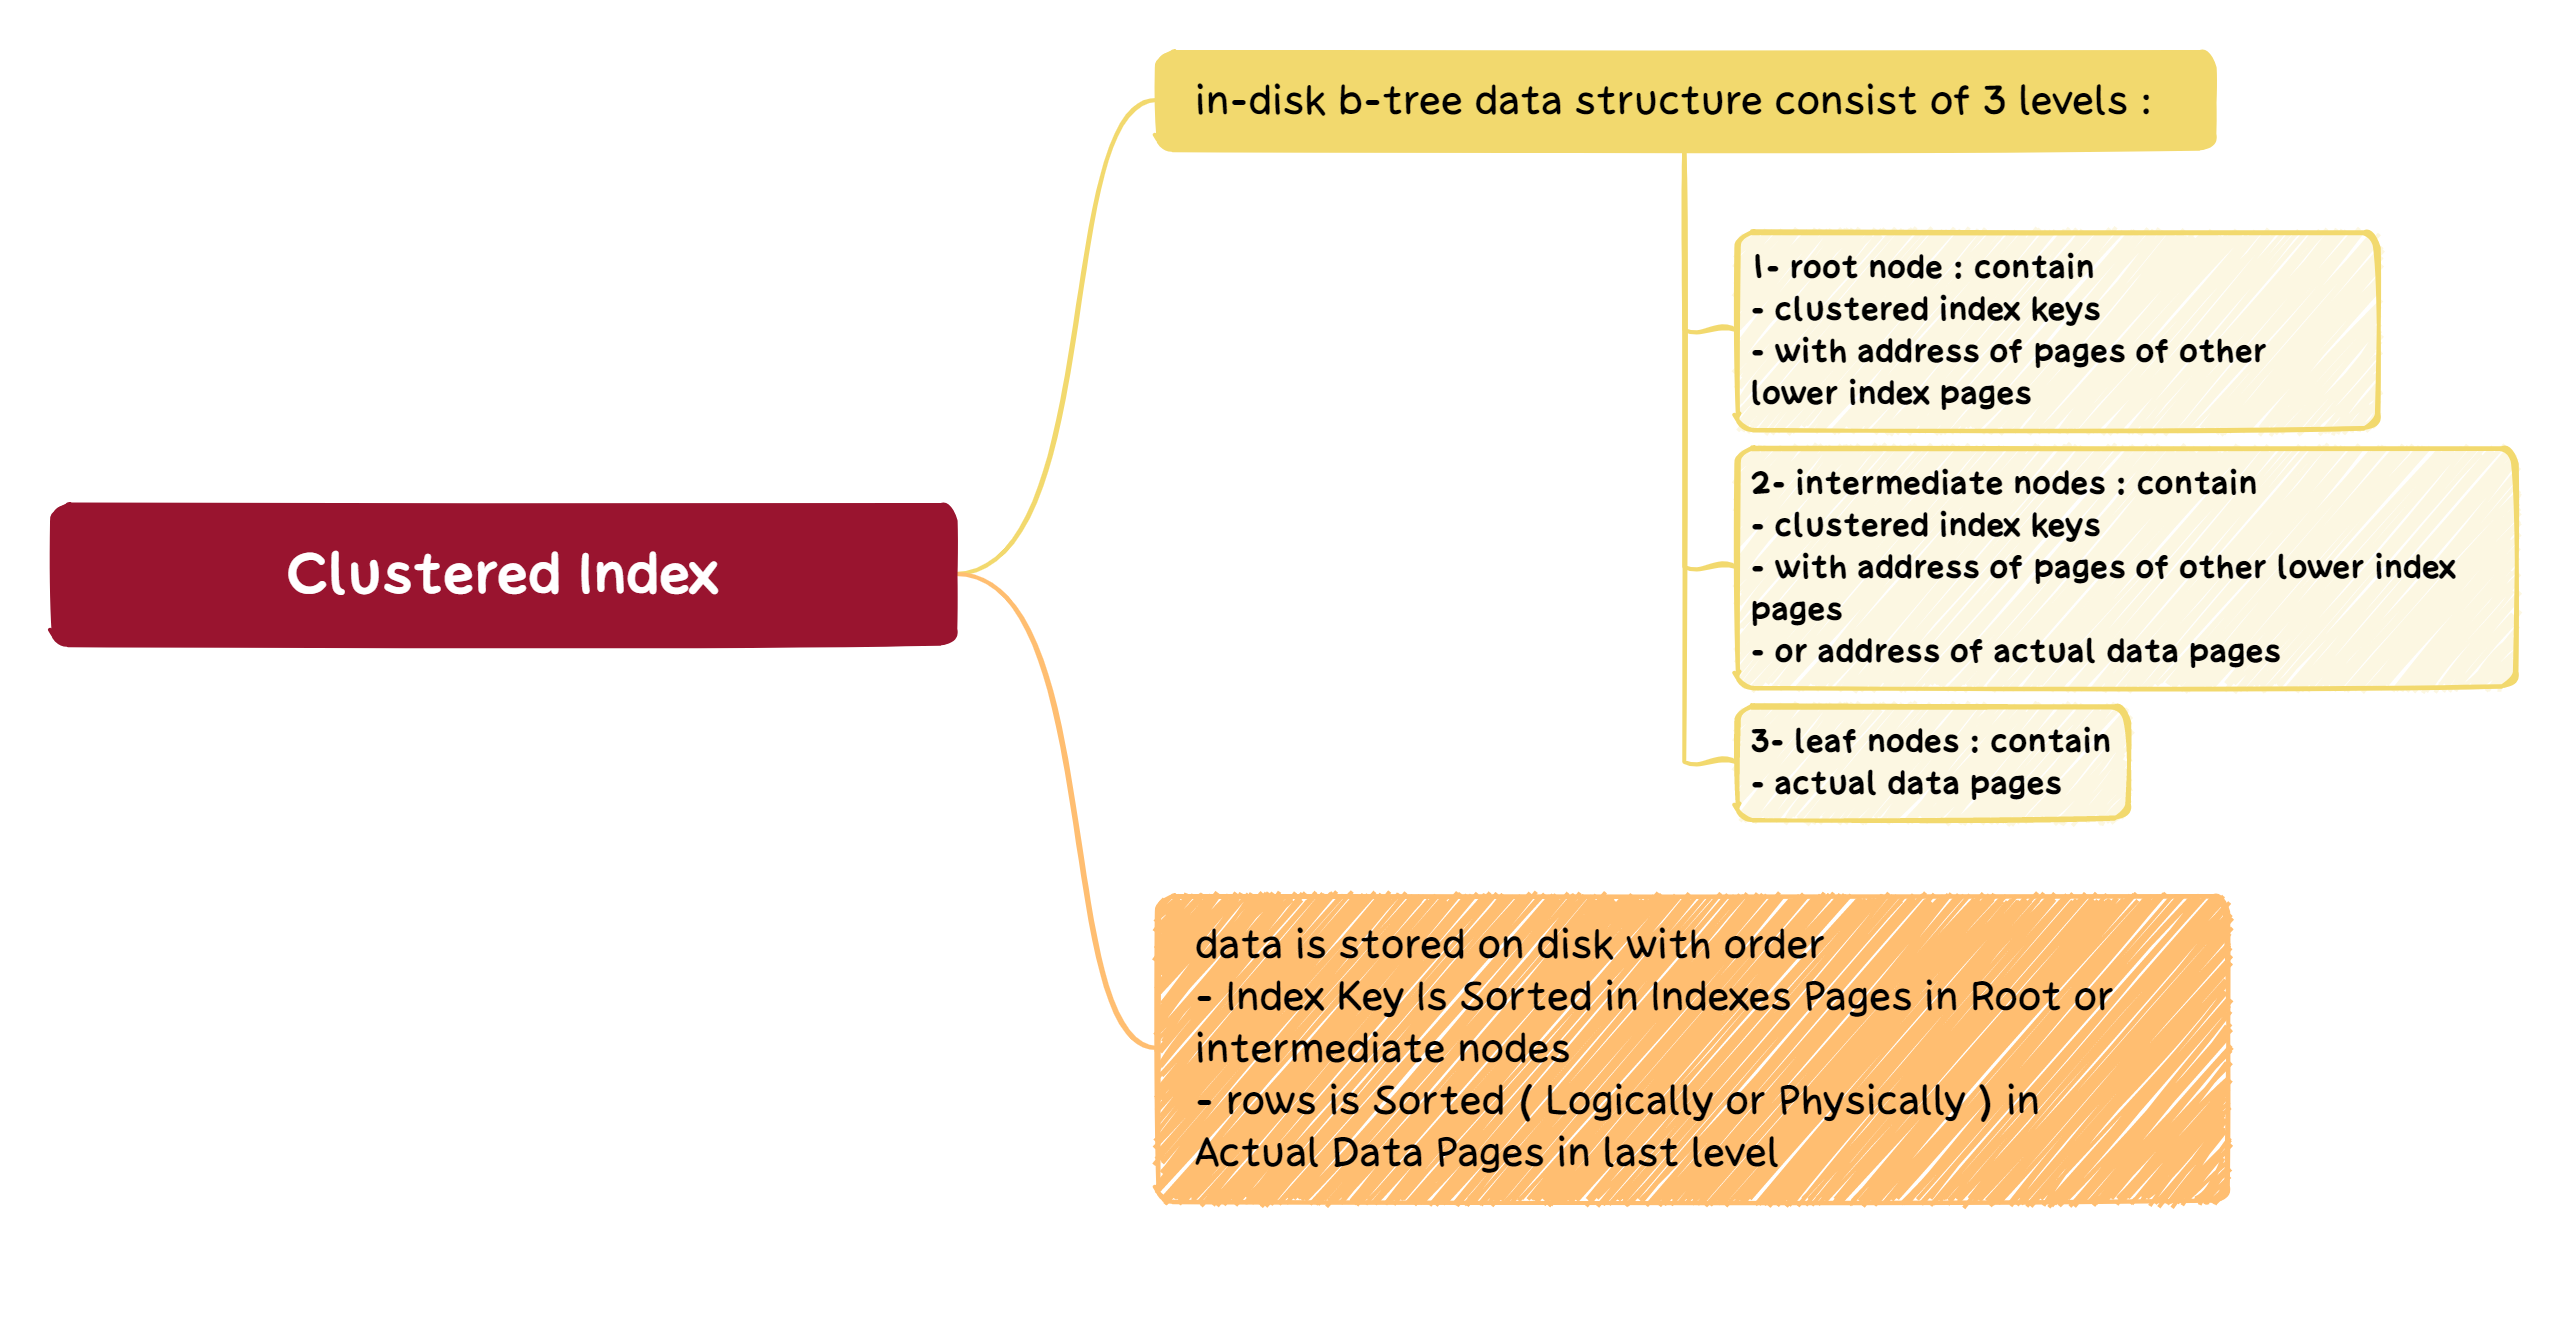 Clustered Index
in-disk b-tree data structure consist of 3 levels :
1- root node : contain
- clustered index keys
- with address of pages of other
lower index pages
2- intermediate nodes : contain
- clustered index keys
- with address of pages of other lower index
pages
- or address of actual data pages
3- leaf nodes : contain
- actual data pages
data is stored on disk with order
- Index Key Is Sorted in Indexes Pages in Root or
intermediate nodes
- rows is Sorted ( Logically or Physically ) in
Actual Data Pages in last level